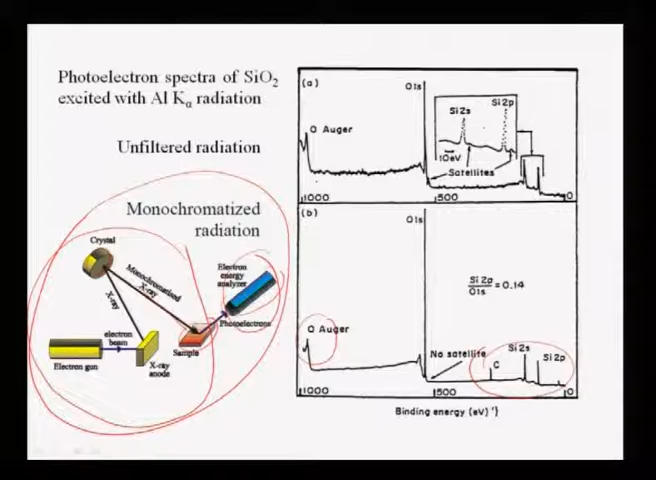 Photoelectron spectra of SiO2
excited with Al Kα radiation
Unfiltered radiation
Monochromatized
radiation
Crystal
Monochromatized
X-ray
X-ray
Electron
energy
analyzer
Photoelectrons
electron
beam
Electron gun
X-ray
anode
Sample
(a)
O1s
O Auger
Si2s
Si2p
10eV
Satellites
1000
500
0
(b)
O1s
Si 2p
O1s
=0.14
O Auger
No satellite
C
Si2s
Si2p
1000
500
0
Binding energy (eV)